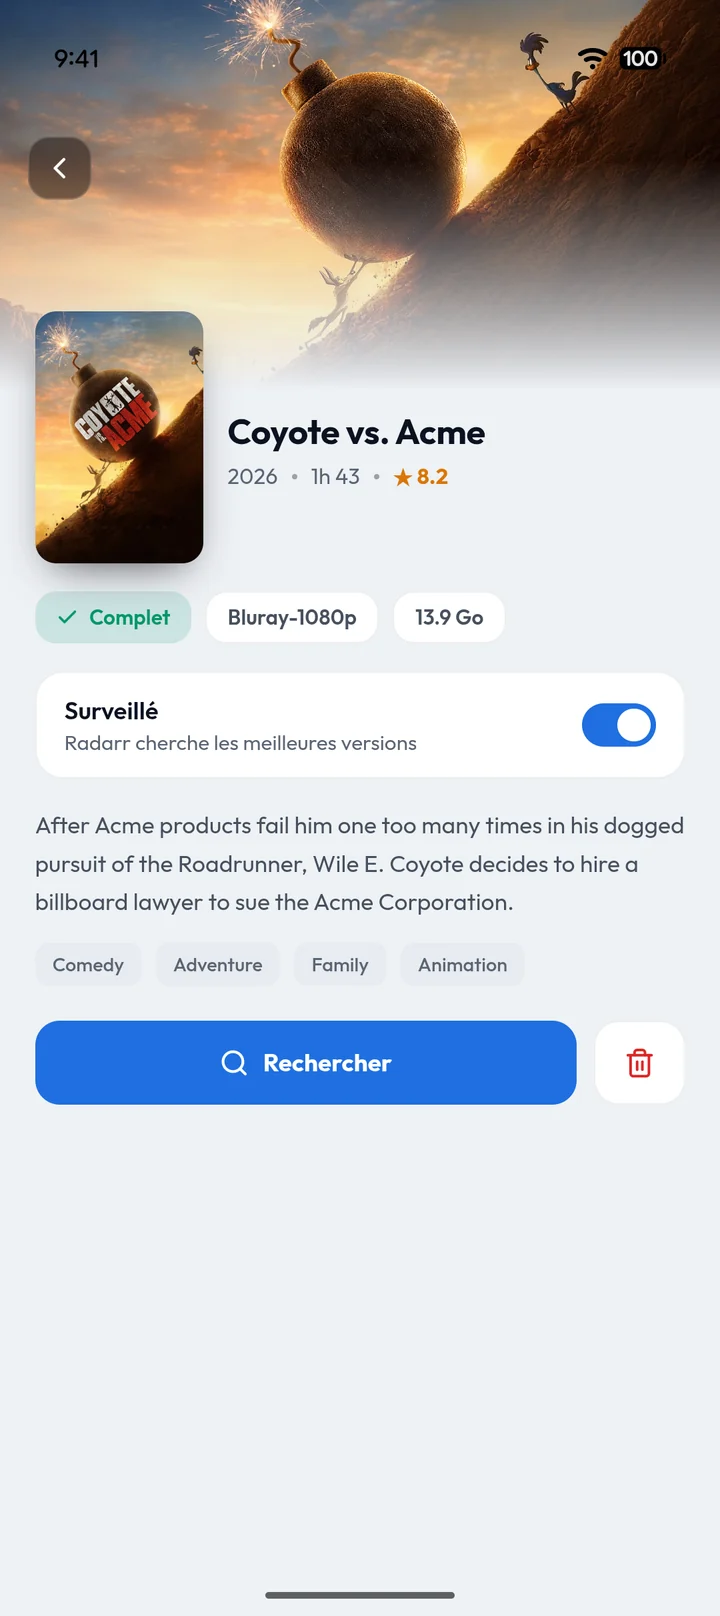 9:41
100
COYOTE
VS.
ACME
Coyote vs. Acme
2026 • 1h 43 • ★ 8.2
Complet
Bluray-1080p
13.9 Go
Surveillé
Radarr cherche les meilleures versions
After Acme products fail him one too many times in his dogged
pursuit of the Roadrunner, Wile E. Coyote decides to hire a
billboard lawyer to sue the Acme Corporation.
Comedy
Adventure
Family
Animation
Rechercher